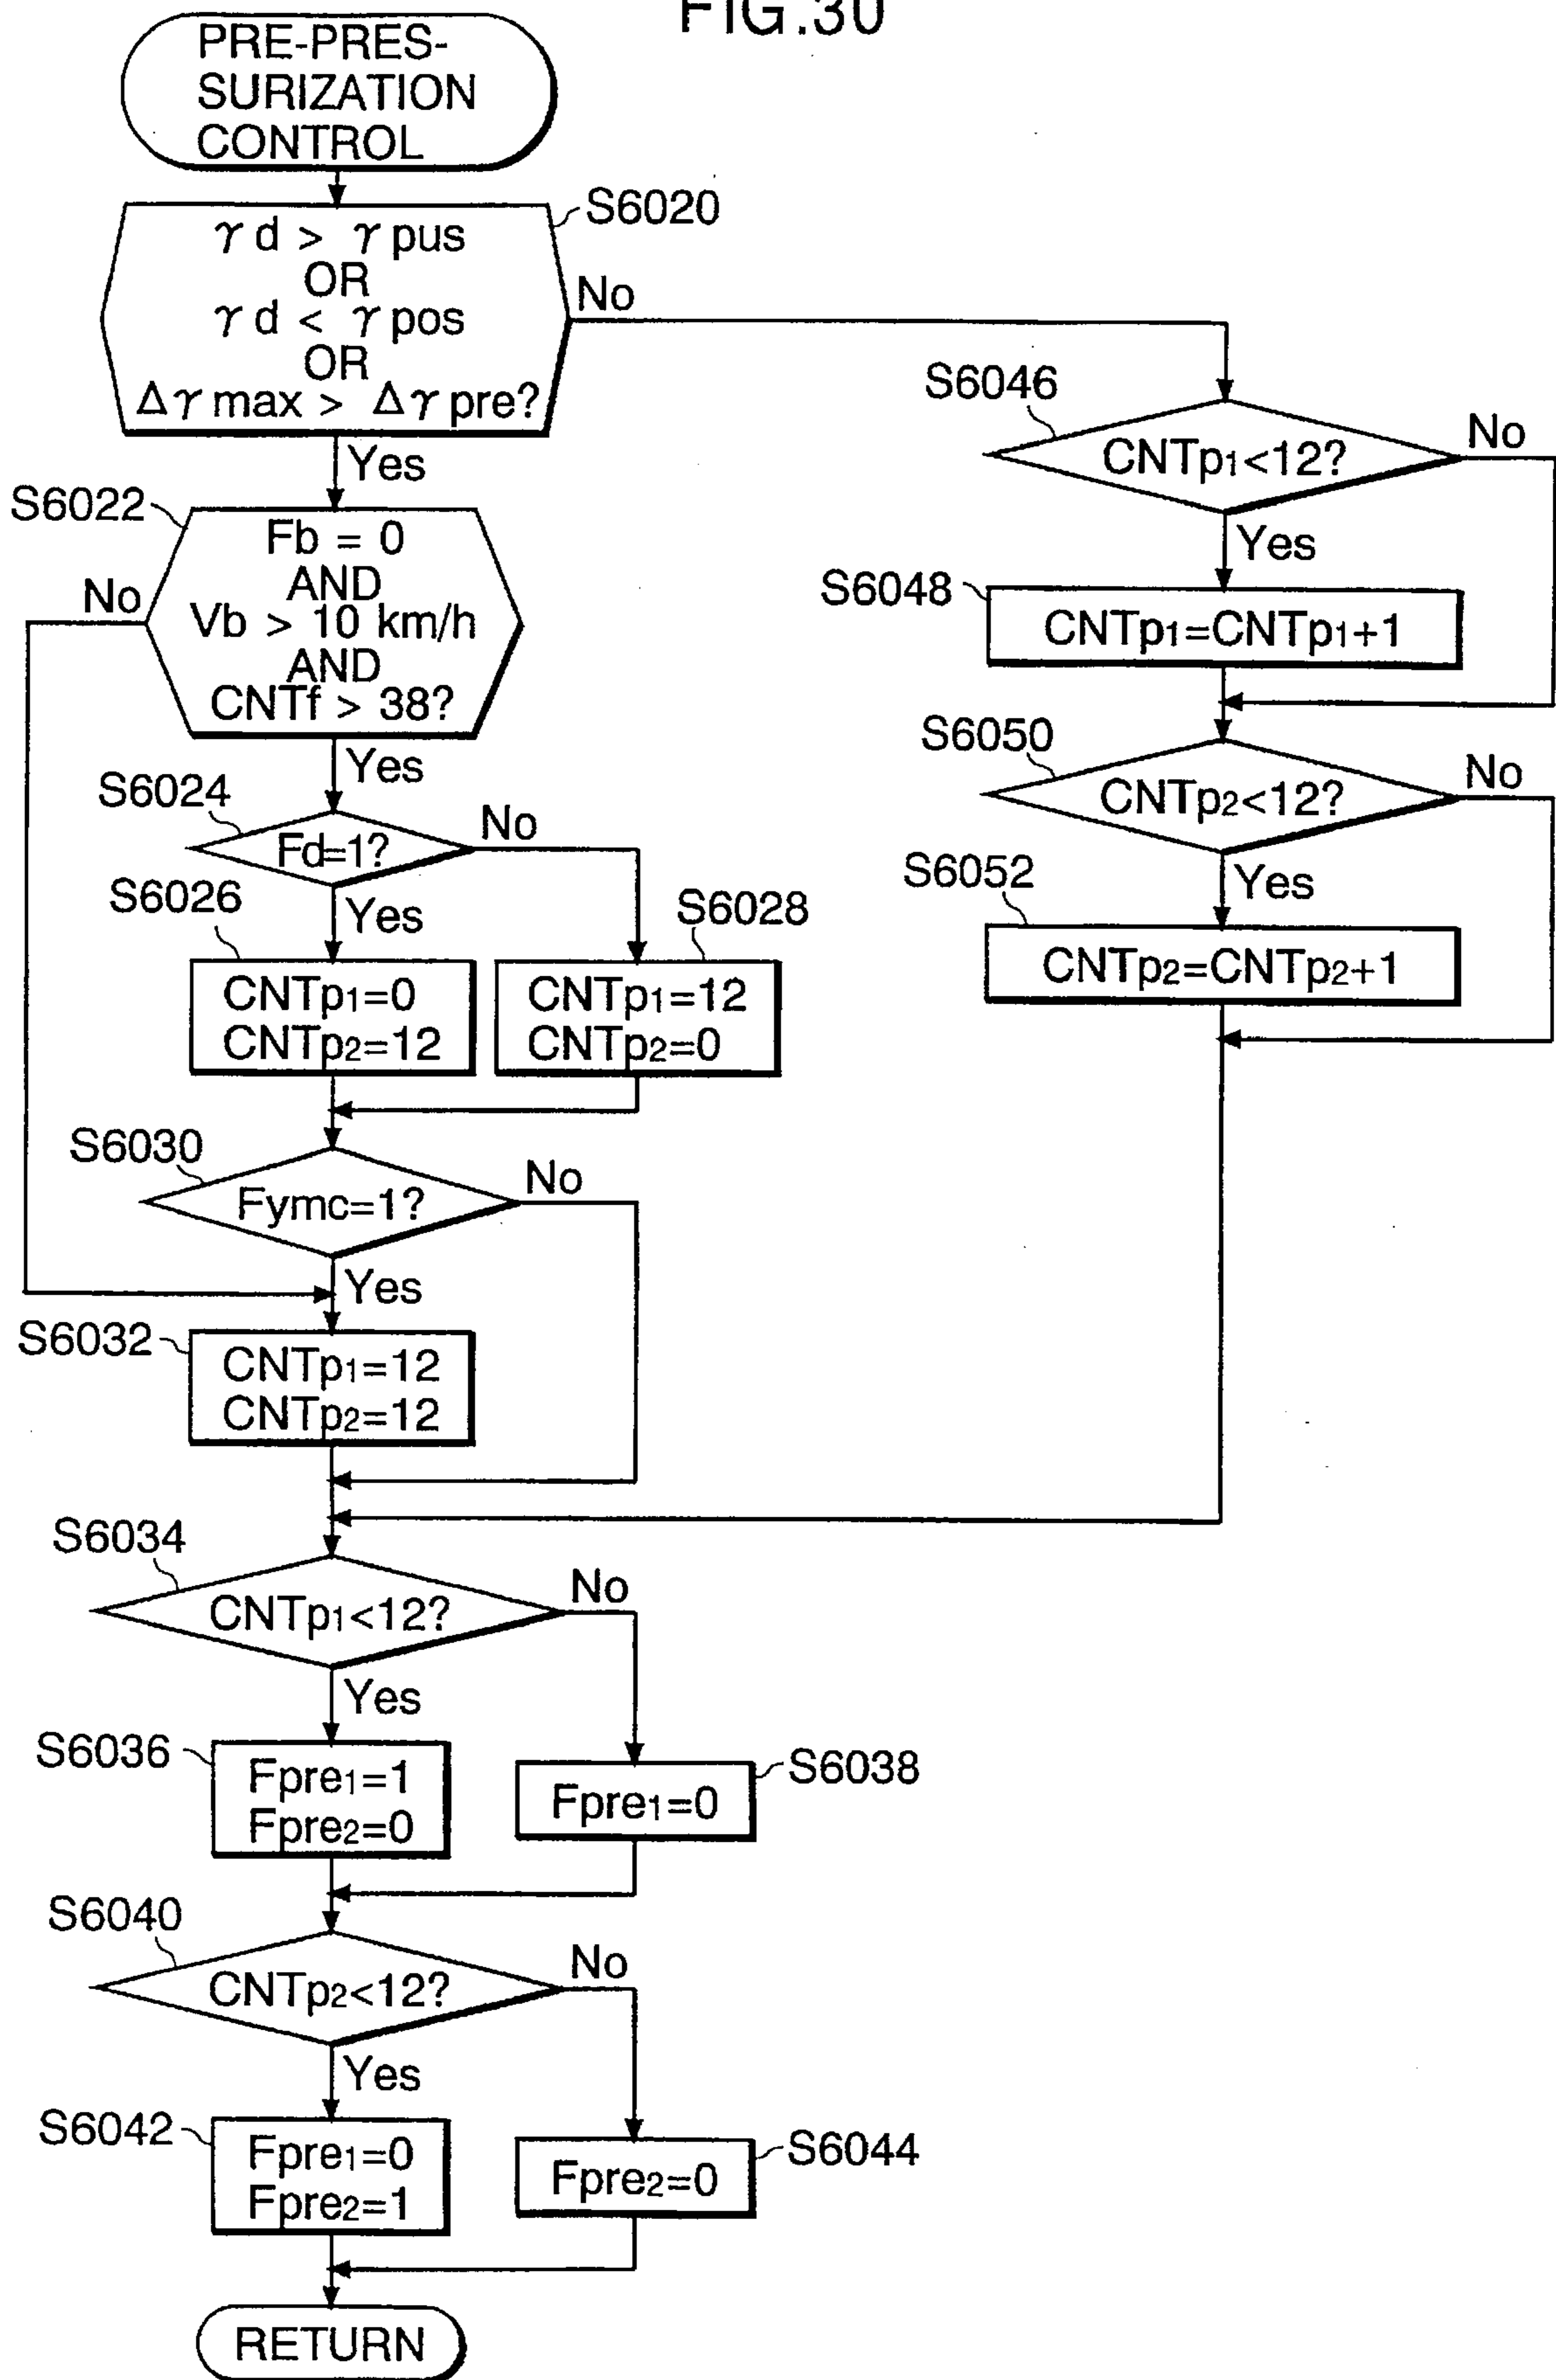 FIG.30
PRE-PRES-
SURIZATION
CONTROL
S6020
γd > γpus
OR
γd < γpos
OR
Δγmax > Δγpre?
No
Yes
S6022
Fb = 0
AND
Vb > 10 km/h
AND
CNTf > 38?
No
Yes
S6024
Fd=1?
No
Yes
S6026
CNTp1=0
CNTp2=12
S6028
CNTp1=12
CNTp2=0
S6030
Fymc=1?
No
Yes
S6032
CNTp1=12
CNTp2=12
S6046
CNTp1<12?
No
Yes
S6048
CNTp1=CNTp1+1
S6050
CNTp2<12?
No
Yes
S6052
CNTp2=CNTp2+1
S6034
CNTp1<12?
No
Yes
S6036
Fpre1=1
Fpre2=0
S6038
Fpre1=0
S6040
CNTp2<12?
No
Yes
S6042
Fpre1=0
Fpre2=1
S6044
Fpre2=0
RETURN